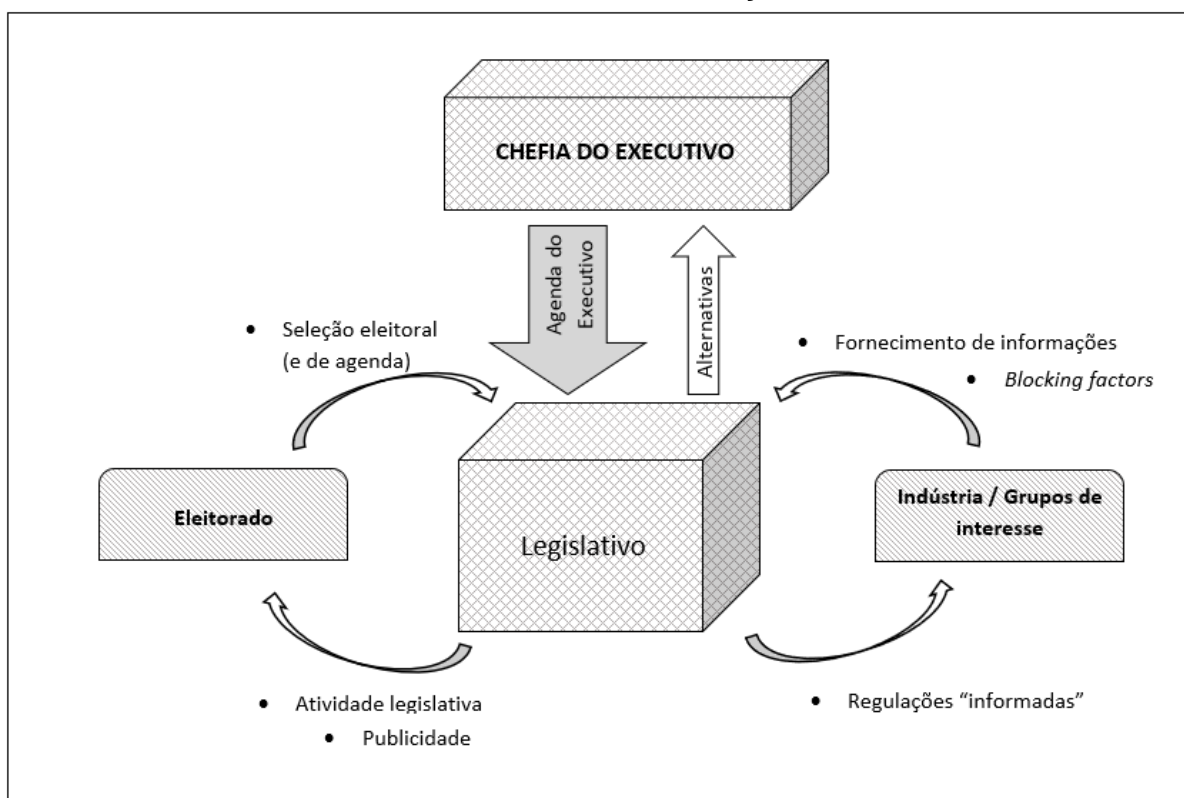 CHEFIA DO EXECUTIVO
Agenda do
Executivo
Alternativas
• Seleção eleitoral
(e de agenda)
• Fornecimento de informações
• Blocking factors
Eleitorado
Legislativo
Indústria / Grupos de
interesse
• Atividade legislativa
• Publicidade
• Regulações “informadas”